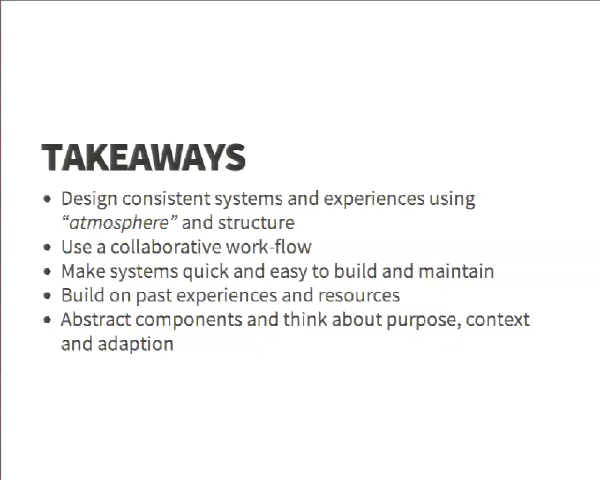 TAKEAWAYS
• Design consistent systems and experiences using
“atmosphere” and structure
• Use a collaborative work-flow
• Make systems quick and easy to build and maintain
• Build on past experiences and resources
• Abstract components and think about purpose, context
and adaption